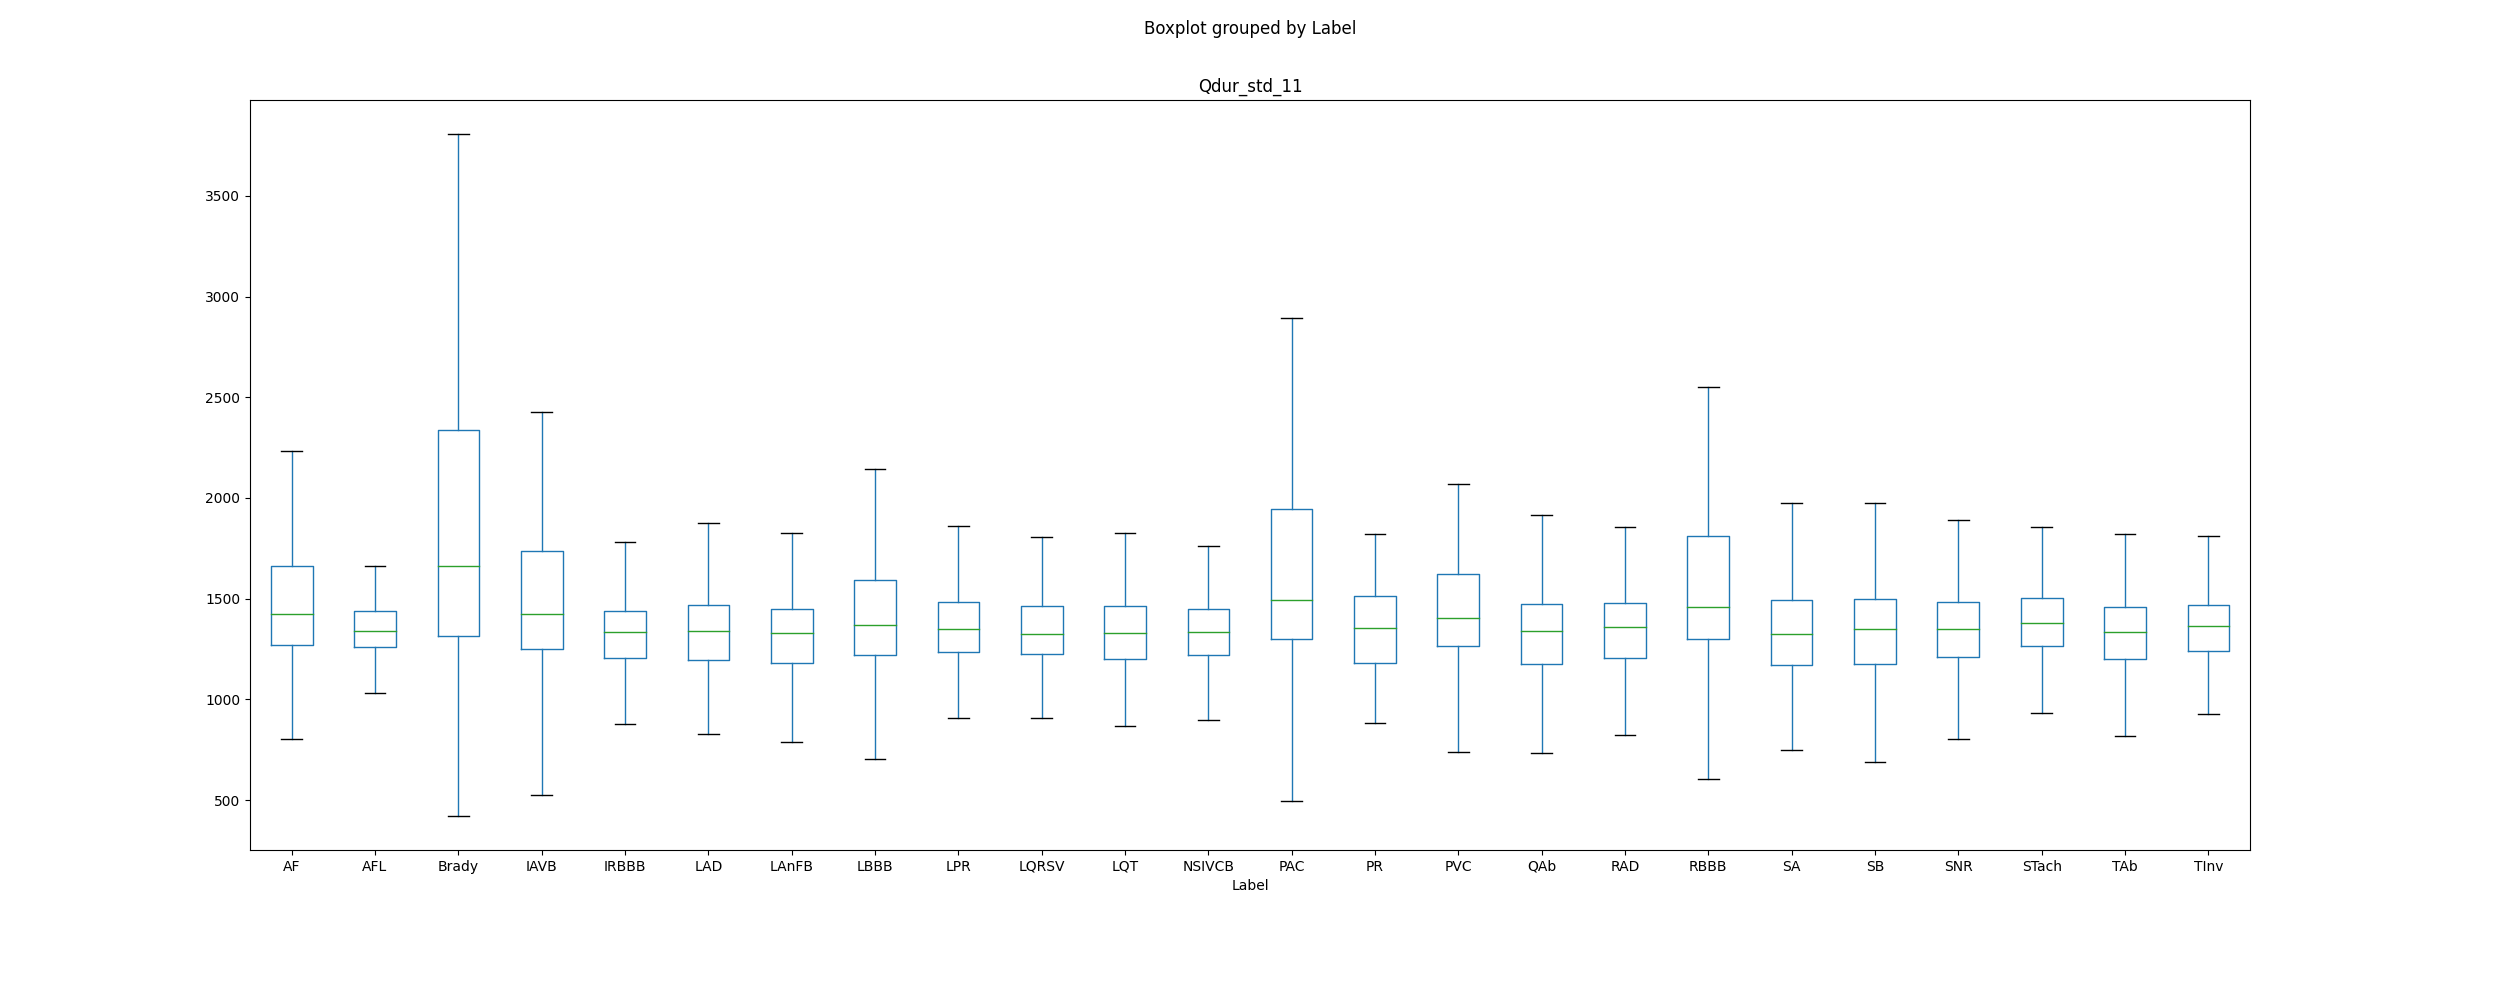 Boxplot grouped by Label
Qdur_std_11
3500
3000
2500
2000
1500
1000
500
AF AFL Brady IAVB IRBBB LAD LAnFB LBBB LPR LQRSV LQT NSIVCB PAC PR PVC QAb RAD RBBB SA SB SNR STach TAb TInv
Label